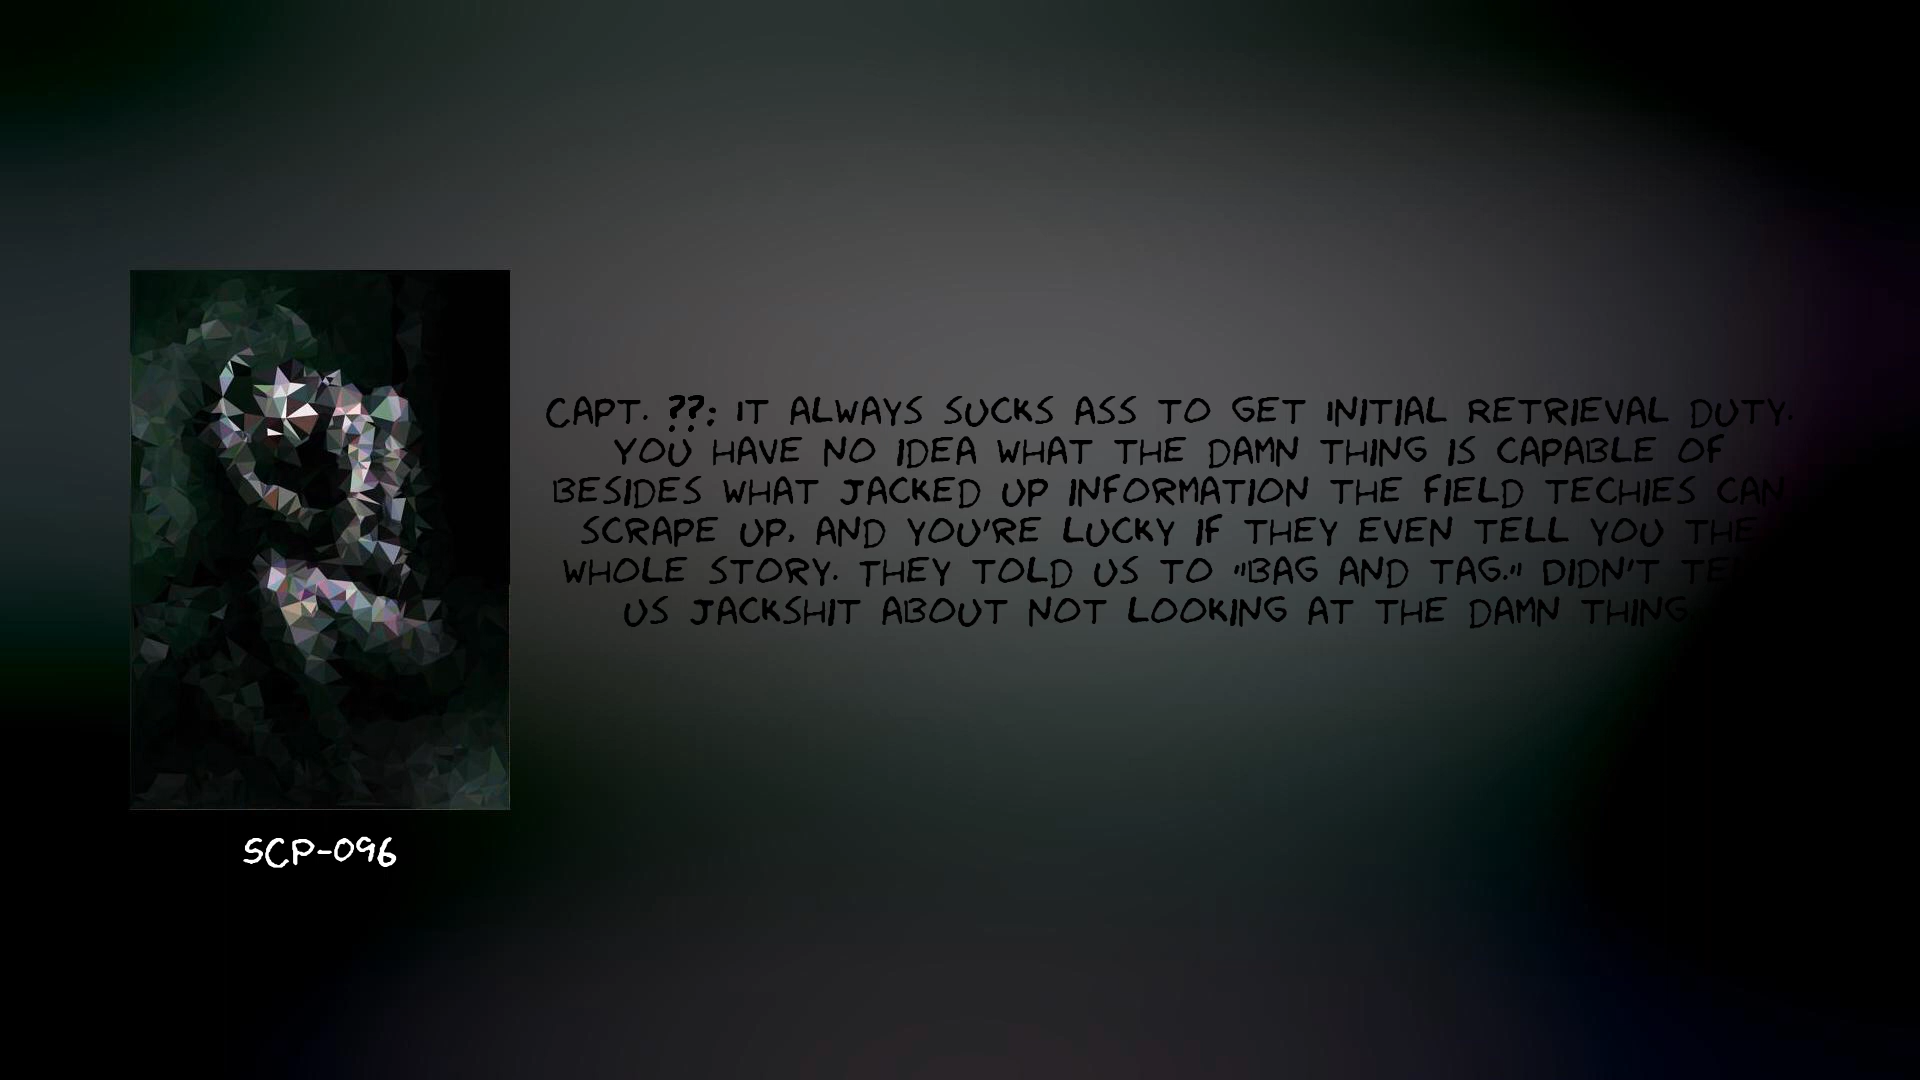 CAPT. ??: IT ALWAYS SUCKS ASS TO GET INITIAL RETRIEVAL DUTY.
YOU HAVE NO IDEA WHAT THE DAMN THING IS CAPABLE OF
BESIDES WHAT JACKED UP INFORMATION THE FIELD TECHIES CAN
SCRAPE UP, AND YOU'RE LUCKY IF THEY EVEN TELL YOU THE
WHOLE STORY. THEY TOLD US TO "BAG AND TAG." DIDN'T
US JACKSHIT ABOUT NOT LOOKING AT THE DAMN THING
SCP-096